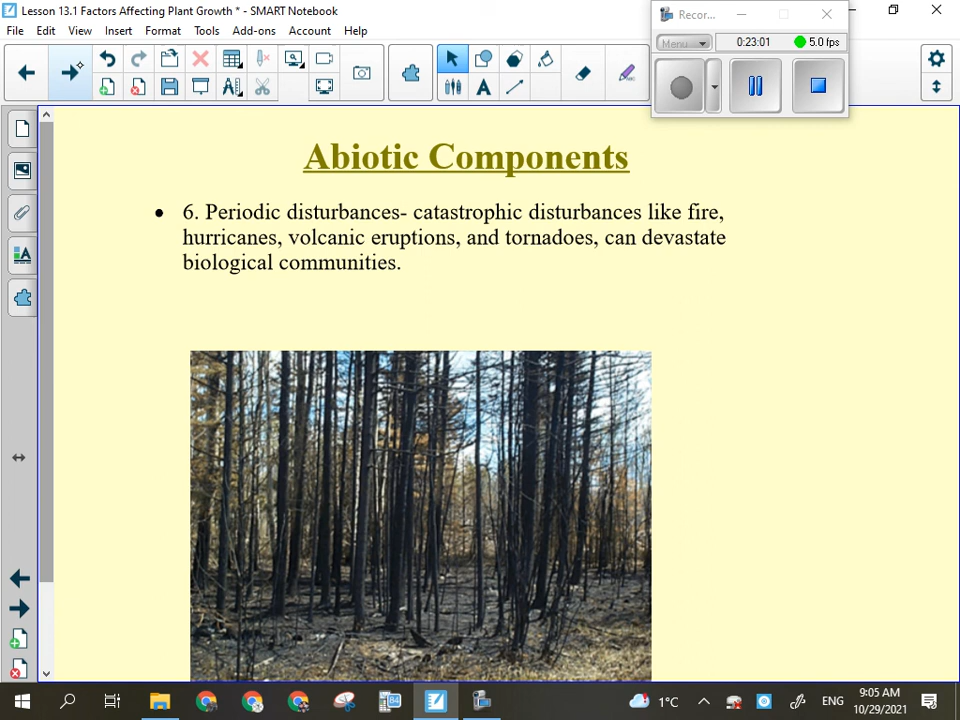 Lesson 13.1 Factors Affecting Plant Growth * - SMART Notebook
Recor...
File Edit View Insert Format Tools Add-ons Account Help
Menu
0:23:01
5.0 fps
Abiotic Components
• 6. Periodic disturbances- catastrophic disturbances like fire,
hurricanes, volcanic eruptions, and tornadoes, can devastate
biological communities.
1°C
ENG
9:05 AM
10/29/2021